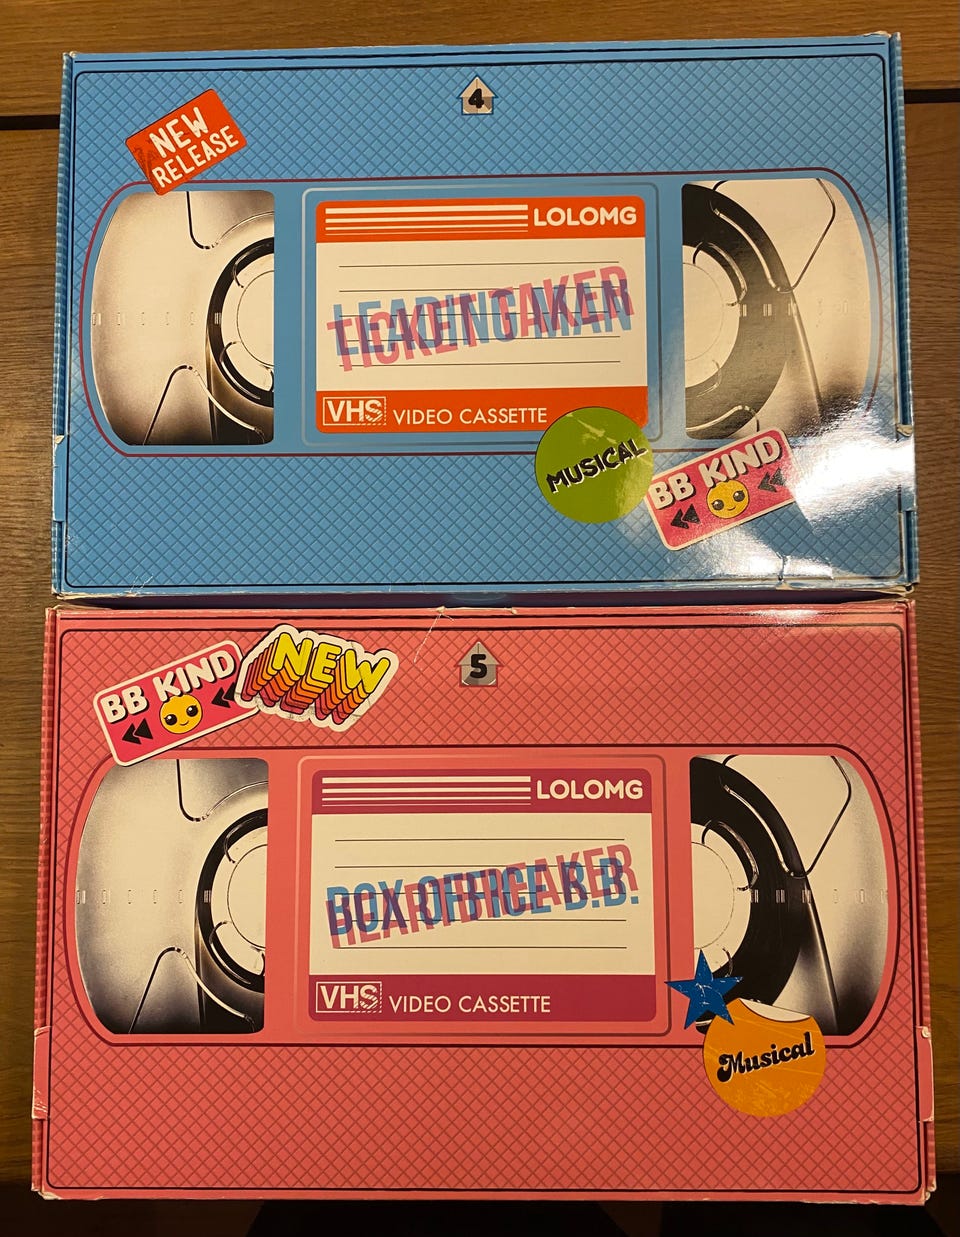 4
NEW
RELEASE
LOLOMG
LEADING MAN
TICKET TAKER
VHS VIDEO CASSETTE
MUSICAL
BB KIND
5
BB KIND
NEW
LOLOMG
BOX OFFICE B.B.
HEARTBREAKER
VHS VIDEO CASSETTE
Musical